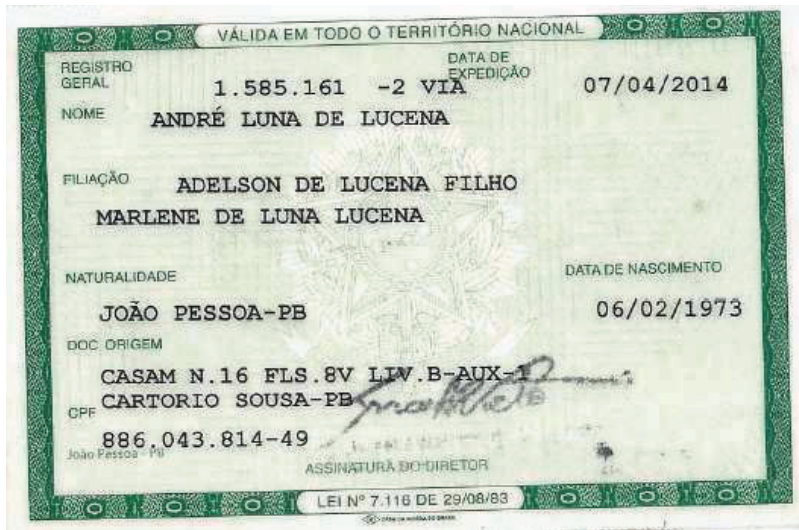 VÁLIDA EM TODO O TERRITÓRIO NACIONAL
REGISTRO GERAL 1.585.161 -2 VIA DATA DE EXPEDIÇÃO 07/04/2014
NOME ANDRÉ LUNA DE LUCENA
FILIAÇÃO ADELSON DE LUCENA FILHO
MARLENE DE LUNA LUCENA
NATURALIDADE DATA DE NASCIMENTO
JOÃO PESSOA-PB 06/02/1973
DOC ORIGEM
CASAM N.16 FLS.8V LIV.B-AUX-1
CARTORIO SOUSA-PB
CPF
886.043.814-49
João Pessoa - PB
ASSINATURA DO DIRETOR
LEI Nº 7.116 DE 29/08/83